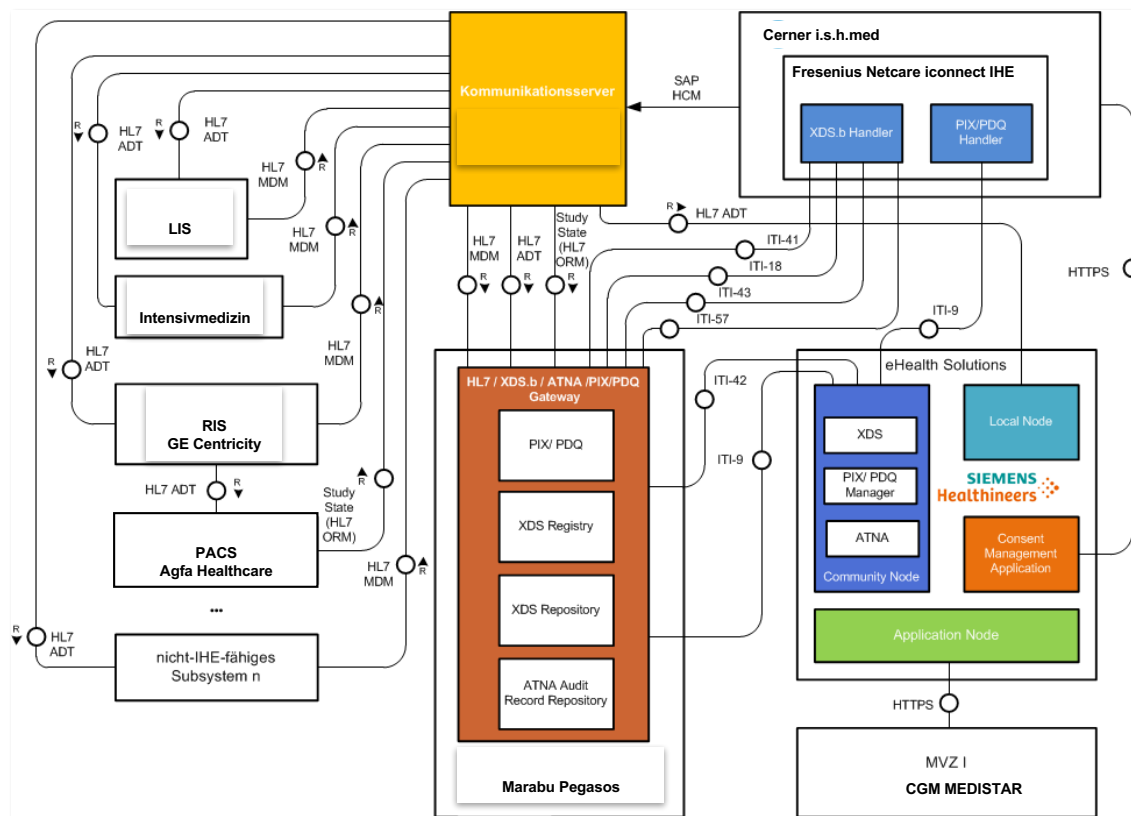 Kommunikationsserver
SAP
HCM
Cerner i.s.h.med
Fresenius Netcare iconnect IHE
XDS.b Handler
PIX/PDQ
Handler
R
HL7
ADT
R
HL7
ADT
HL7
MDM
R
LIS
HL7
MDM
R
Intensivmedizin
HL7
MDM
R
R
HL7
ADT
RIS
GE Centricity
HL7 ADT
R
Study
State
(HL7
ORM)
R
PACS
Agfa Healthcare
...
HL7
MDM
R
R
HL7
ADT
nicht-IHE-fähiges
Subsystem n
HL7
MDM
R
HL7
ADT
R
Study
State
(HL7
ORM)
R
R
HL7 ADT
ITI-41
ITI-18
ITI-43
ITI-57
ITI-9
HTTPS
ITI-42
ITI-9
HL7 / XDS.b / ATNA /PIX/PDQ
Gateway
PIX/ PDQ
XDS Registry
XDS Repository
ATNA Audit
Record Repository
Marabu Pegasos
eHealth Solutions
XDS
PIX/ PDQ
Manager
ATNA
Community Node
Local Node
SIEMENS
Healthineers
Consent
Management
Application
Application Node
HTTPS
MVZ I
CGM MEDISTAR